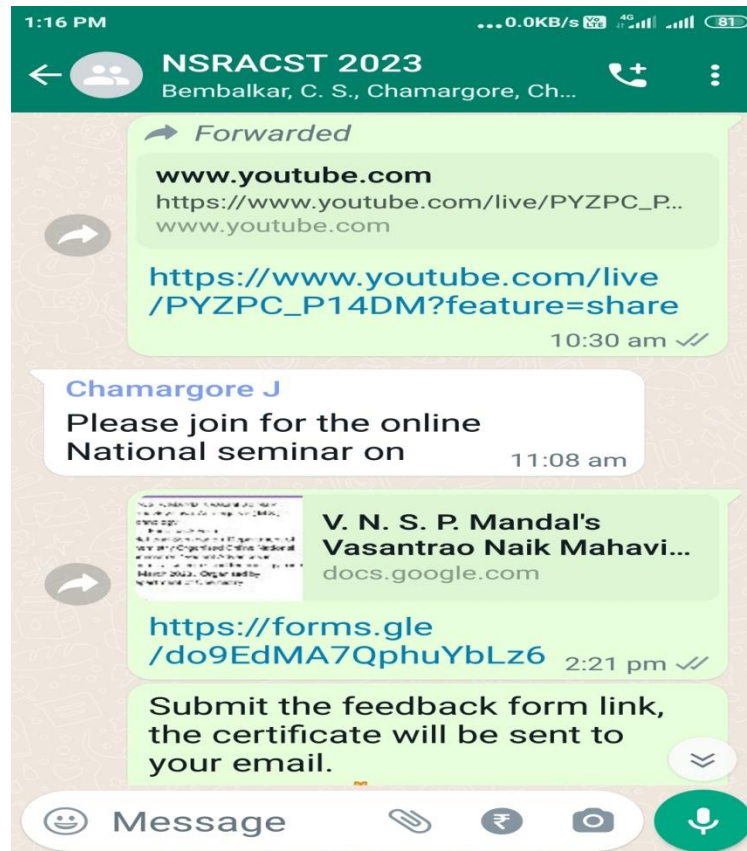 1:16 PM
...0.0KB/s Vo LTE 4G 81
NSRACST 2023
Bembalkar, C. S., Chamargore, Ch...
Forwarded
www.youtube.com
https://www.youtube.com/live/PYZPC_P...
www.youtube.com
https://www.youtube.com/live
/PYZPC_P14DM?feature=share
10:30 am
Chamargore J
Please join for the online
National seminar on
11:08 am
V. N. S. P. Mandal's
Vasantrao Naik Mahavi...
docs.google.com
https://forms.gle
/do9EdMA7QphuYbLz6
2:21 pm
Submit the feedback form link,
the certificate will be sent to
your email.
Message